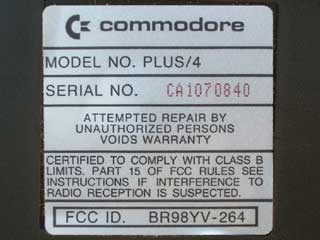 commodore
MODEL NO. PLUS/4
SERIAL NO. CA1070840
ATTEMPTED REPAIR BY
UNAUTHORIZED PERSONS
VOIDS WARRANTY
CERTIFIED TO COMPLY WITH CLASS B
LIMITS. PART 15 OF FCC RULES SEE
INSTRUCTIONS IF INTERFERENCE TO
RADIO RECEPTION IS SUSPECTED.
FCC ID. BR98YV-264